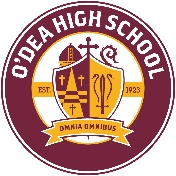 O'DEA HIGH SCHOOL
EST. 1923
OMNIA OMNIBUS